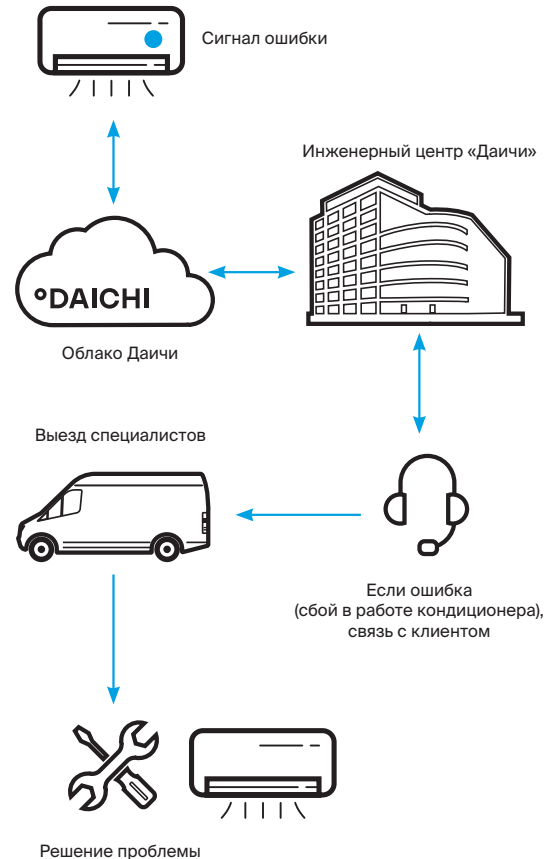 Сигнал ошибки
Инженерный центр «Даичи»
°DAICHI
Облако Даичи
Выезд специалистов
Если ошибка
(сбой в работе кондиционера),
связь с клиентом
Решение проблемы